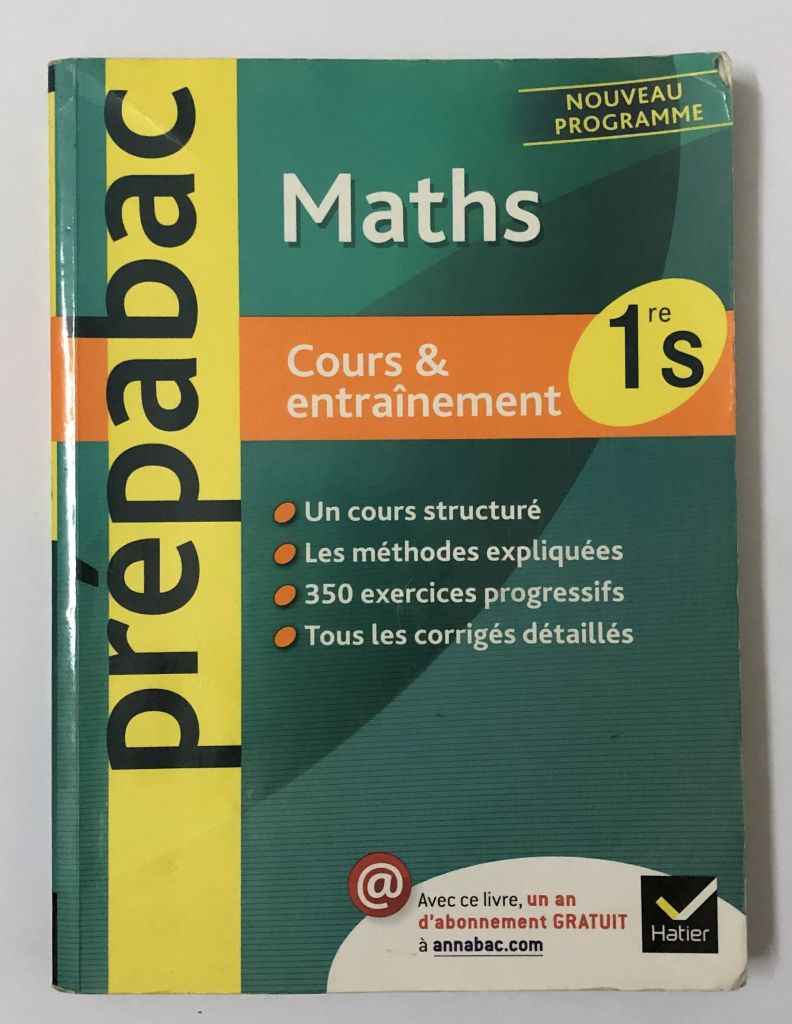 prépabac
NOUVEAU
PROGRAMME
Maths
Cours &
entraînement
1re s
Un cours structuré
Les méthodes expliquées
350 exercices progressifs
Tous les corrigés détaillés
@
Avec ce livre, un an
d'abonnement GRATUIT
à annabac.com
Hatier